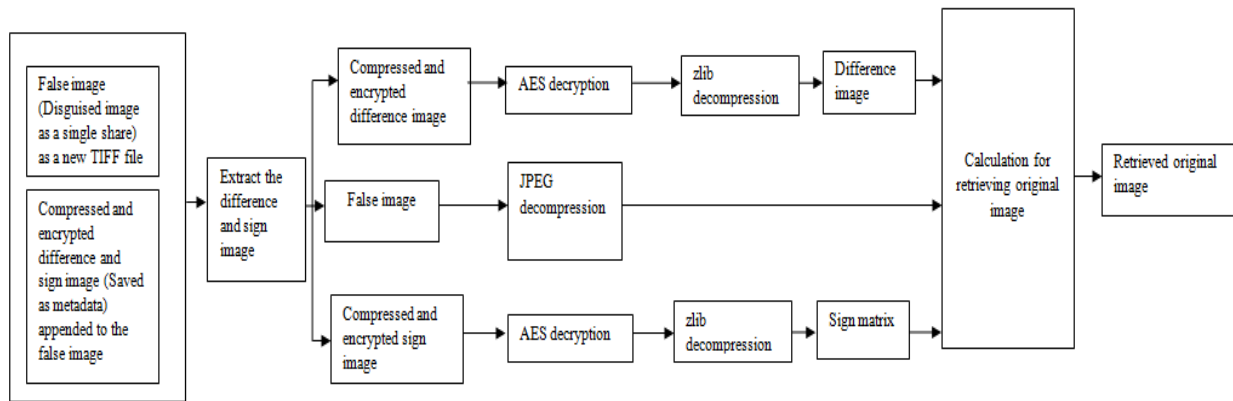 False image
(Disguised image
as a single share)
as a new TIFF file
Compressed and
encrypted
difference and
sign image (Saved
as metadata)
appended to the
false image
Extract the
difference
and sign
image
Compressed and
encrypted
difference image
AES decryption
zlib
decompression
Difference
image
False image
JPEG
decompression
Compressed and
encrypted sign
image
AES decryption
zlib
decompression
Sign matrix
Calculation for
retrieving original
image
Retrieved original
image